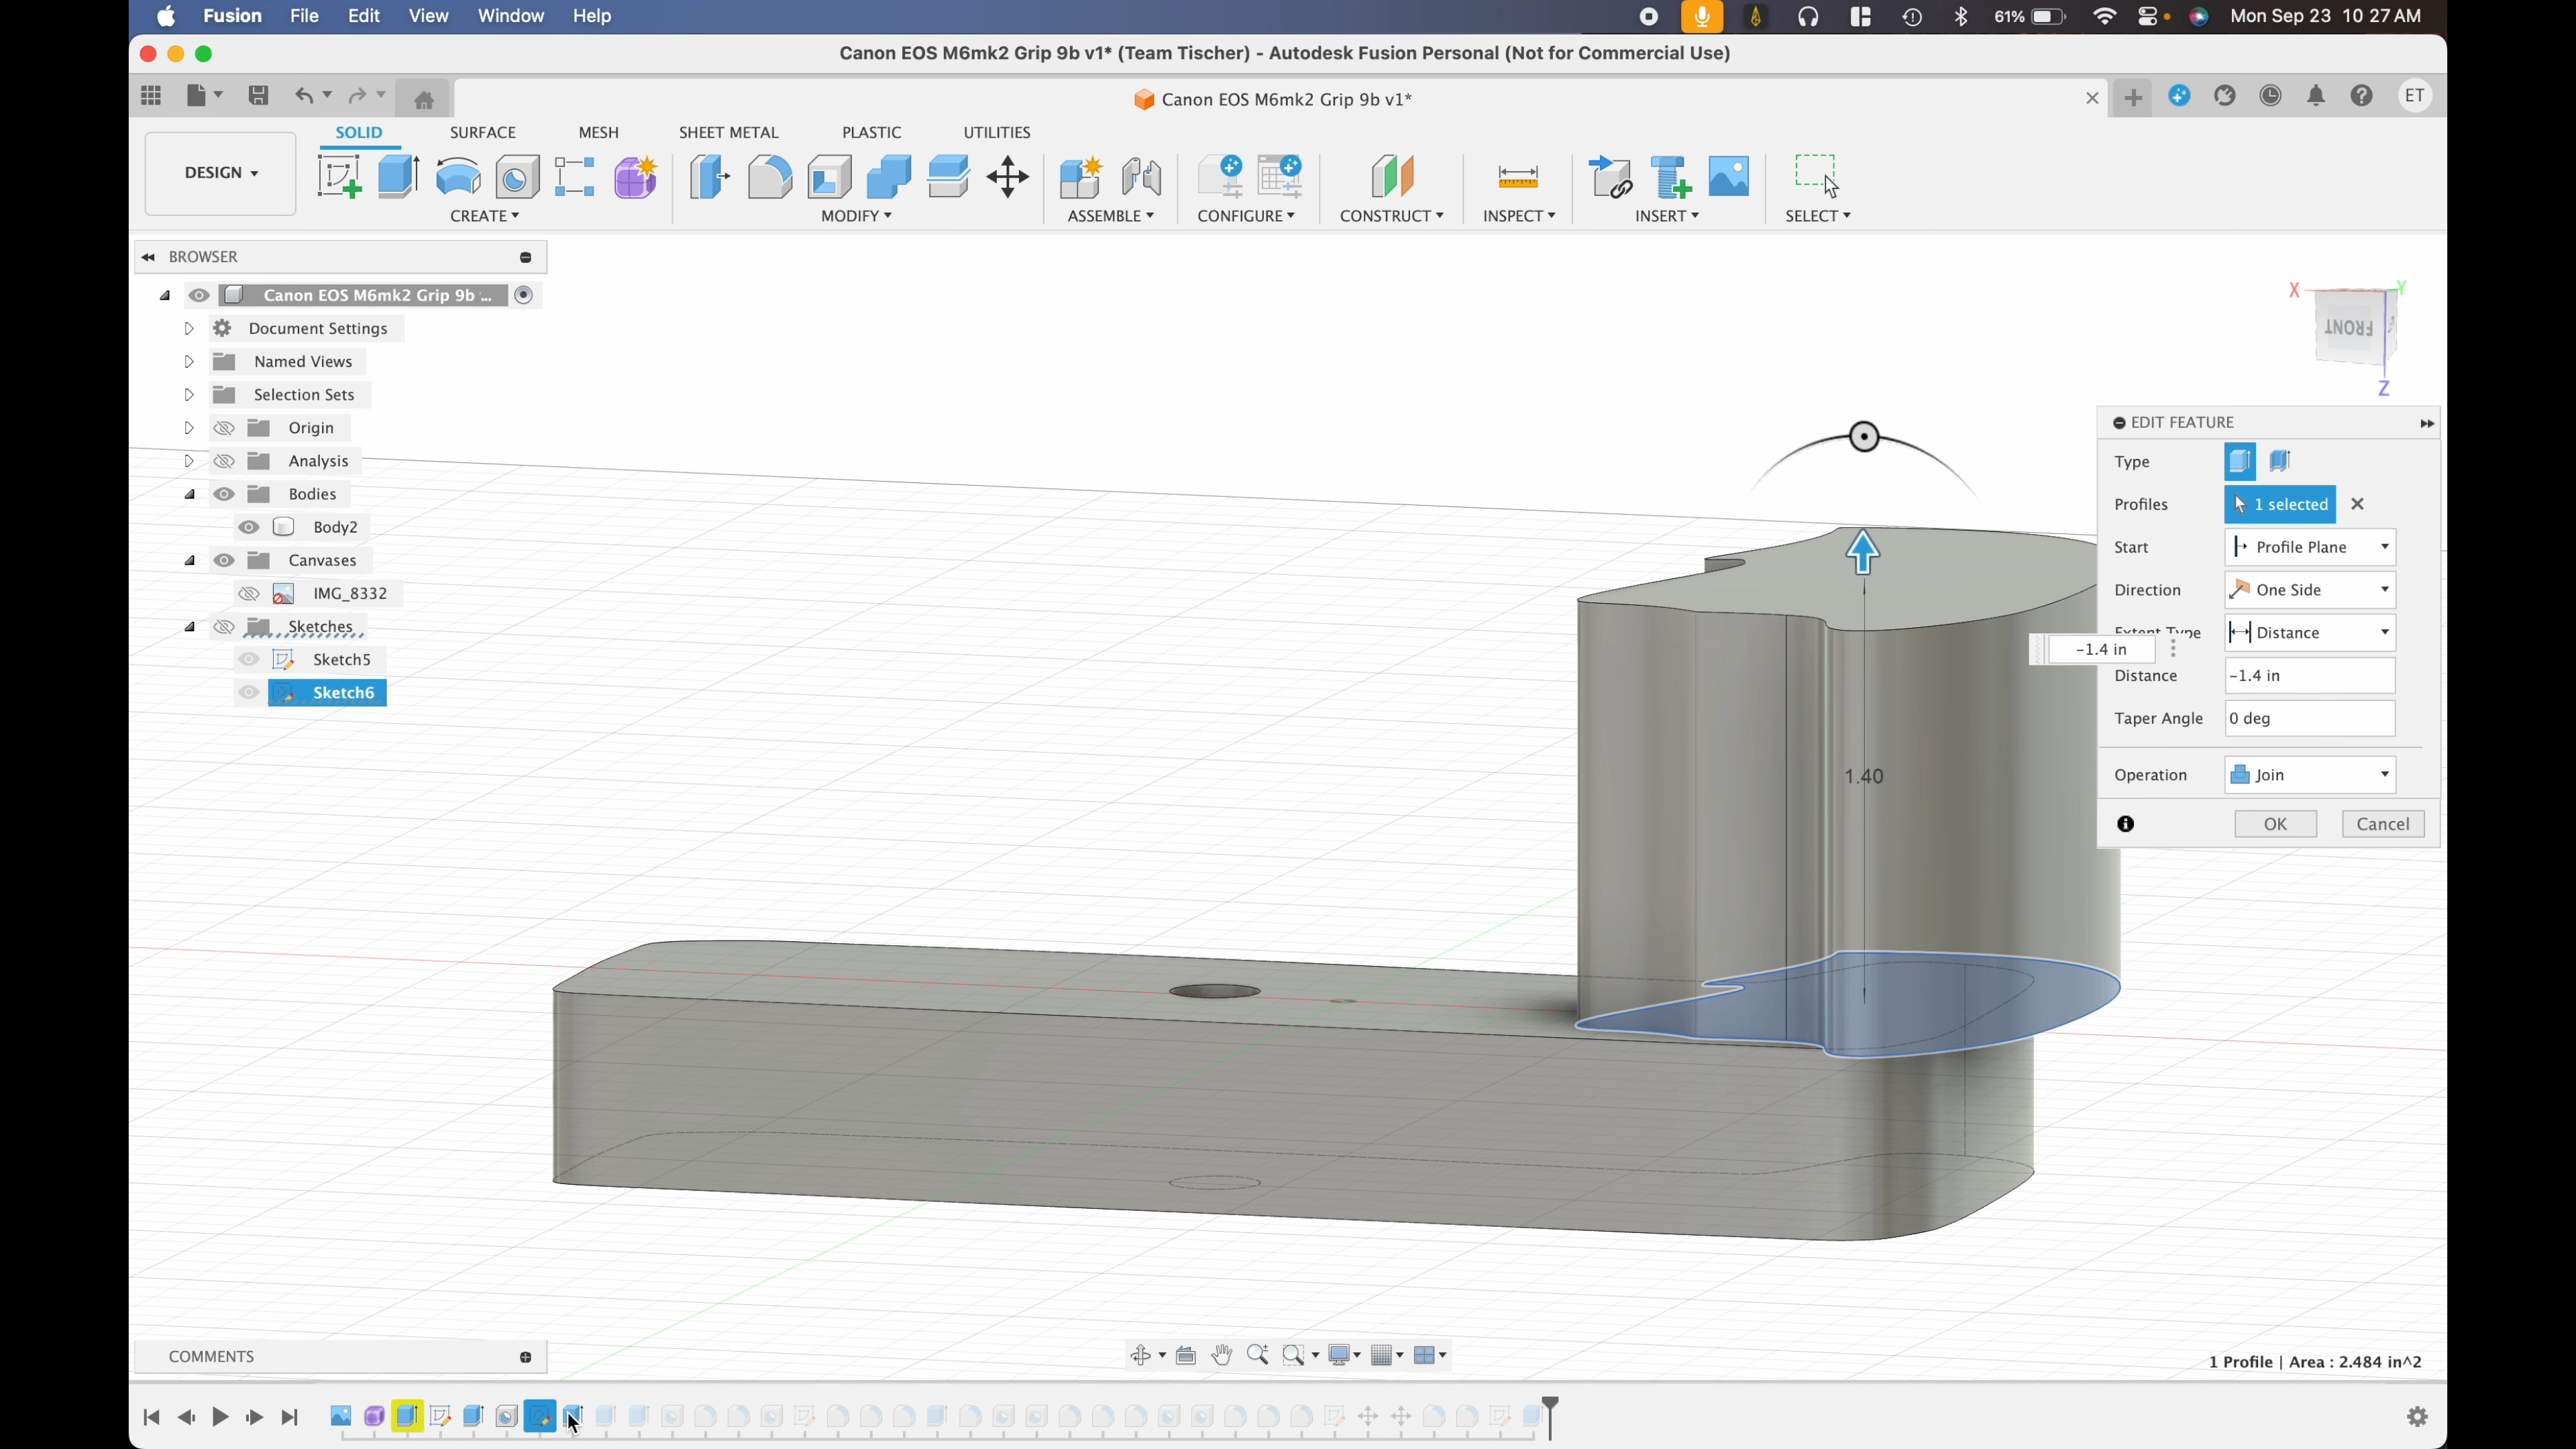 Fusion File Edit View Window Help
61% Mon Sep 23 10 27 AM
Canon EOS M6mk2 Grip 9b v1* (Team Tischer) - Autodesk Fusion Personal (Not for Commercial Use)
Canon EOS M6mk2 Grip 9b v1*
ET
SOLID SURFACE MESH SHEET METAL PLASTIC UTILITIES
DESIGN
CREATE MODIFY ASSEMBLE CONFIGURE CONSTRUCT INSPECT INSERT SELECT
BROWSER
Canon EOS M6mk2 Grip 9b ...
Document Settings
Named Views
Selection Sets
Origin
Analysis
Bodies
Body2
Canvases
IMG_8332
Sketches
Sketch5
Sketch6
X Y
FRONT
Z
EDIT FEATURE
Type
Profiles 1 selected
Start Profile Plane
Direction One Side
Extent Type Distance
-1.4 in
Distance -1.4 in
Taper Angle 0 deg
Operation Join
OK Cancel
1.40
COMMENTS
1 Profile | Area : 2.484 in^2